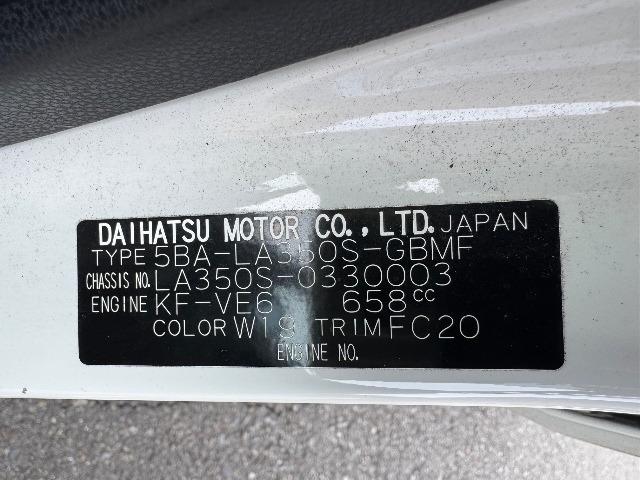 DAIHATSU MOTOR CO.,LTD. JAPAN
TYPE 5BA-LA350S-GBMF
CHASSIS NO. LA350S-0330003
ENGINE KF-VE6 658cc
COLOR W19 TRIM FC20
ENGINE NO.